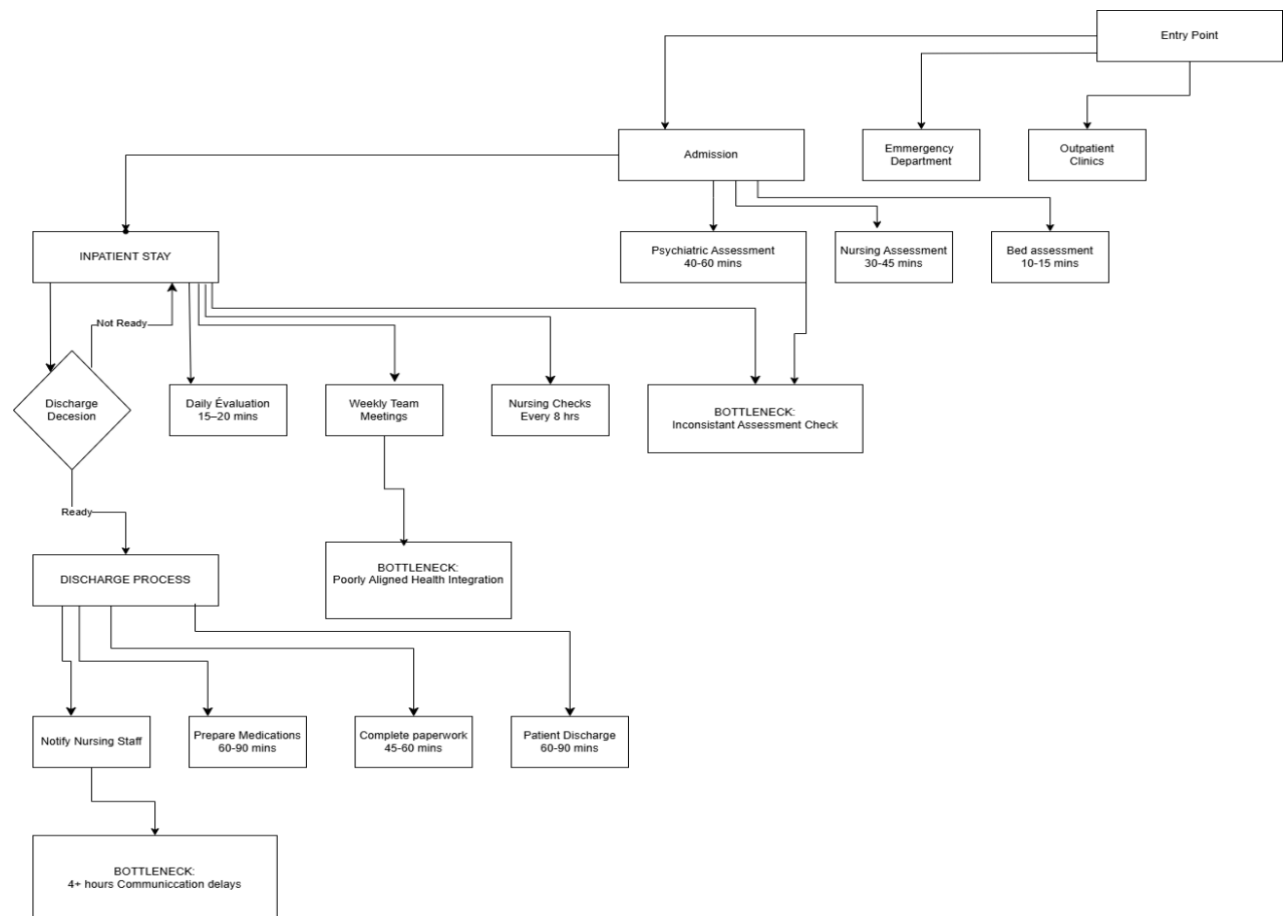 Entry Point
Admission
Emmergency
Department
Outpatient
Clinics
INPATIENT STAY
Psychiatric Assessment
40-60 mins
Nursing Assessment
30-45 mins
Bed assessment
10-15 mins
Not Ready
Discharge
Decesion
Daily Évaluation
15–20 mins
Weekly Team
Meetings
Nursing Checks
Every 8 hrs
BOTTLENECK:
Inconsistant Assessment Check
Ready
DISCHARGE PROCESS
BOTTLENECK:
Poorly Aligned Health Integration
Notify Nursing Staff
Prepare Medications
60-90 mins
Complete paperwork
45-60 mins
Patient Discharge
60-90 mins
BOTTLENECK:
4+ hours Communiccation delays